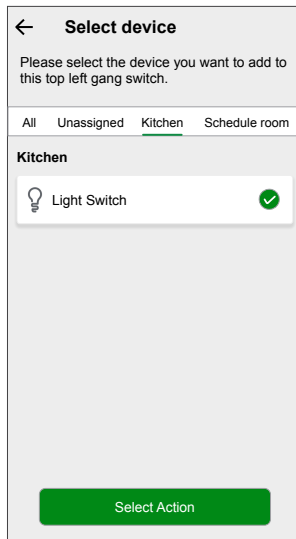 Select device
Please select the device you want to add to
this top left gang switch.
All Unassigned Kitchen Schedule room
Kitchen
Light Switch
Select Action